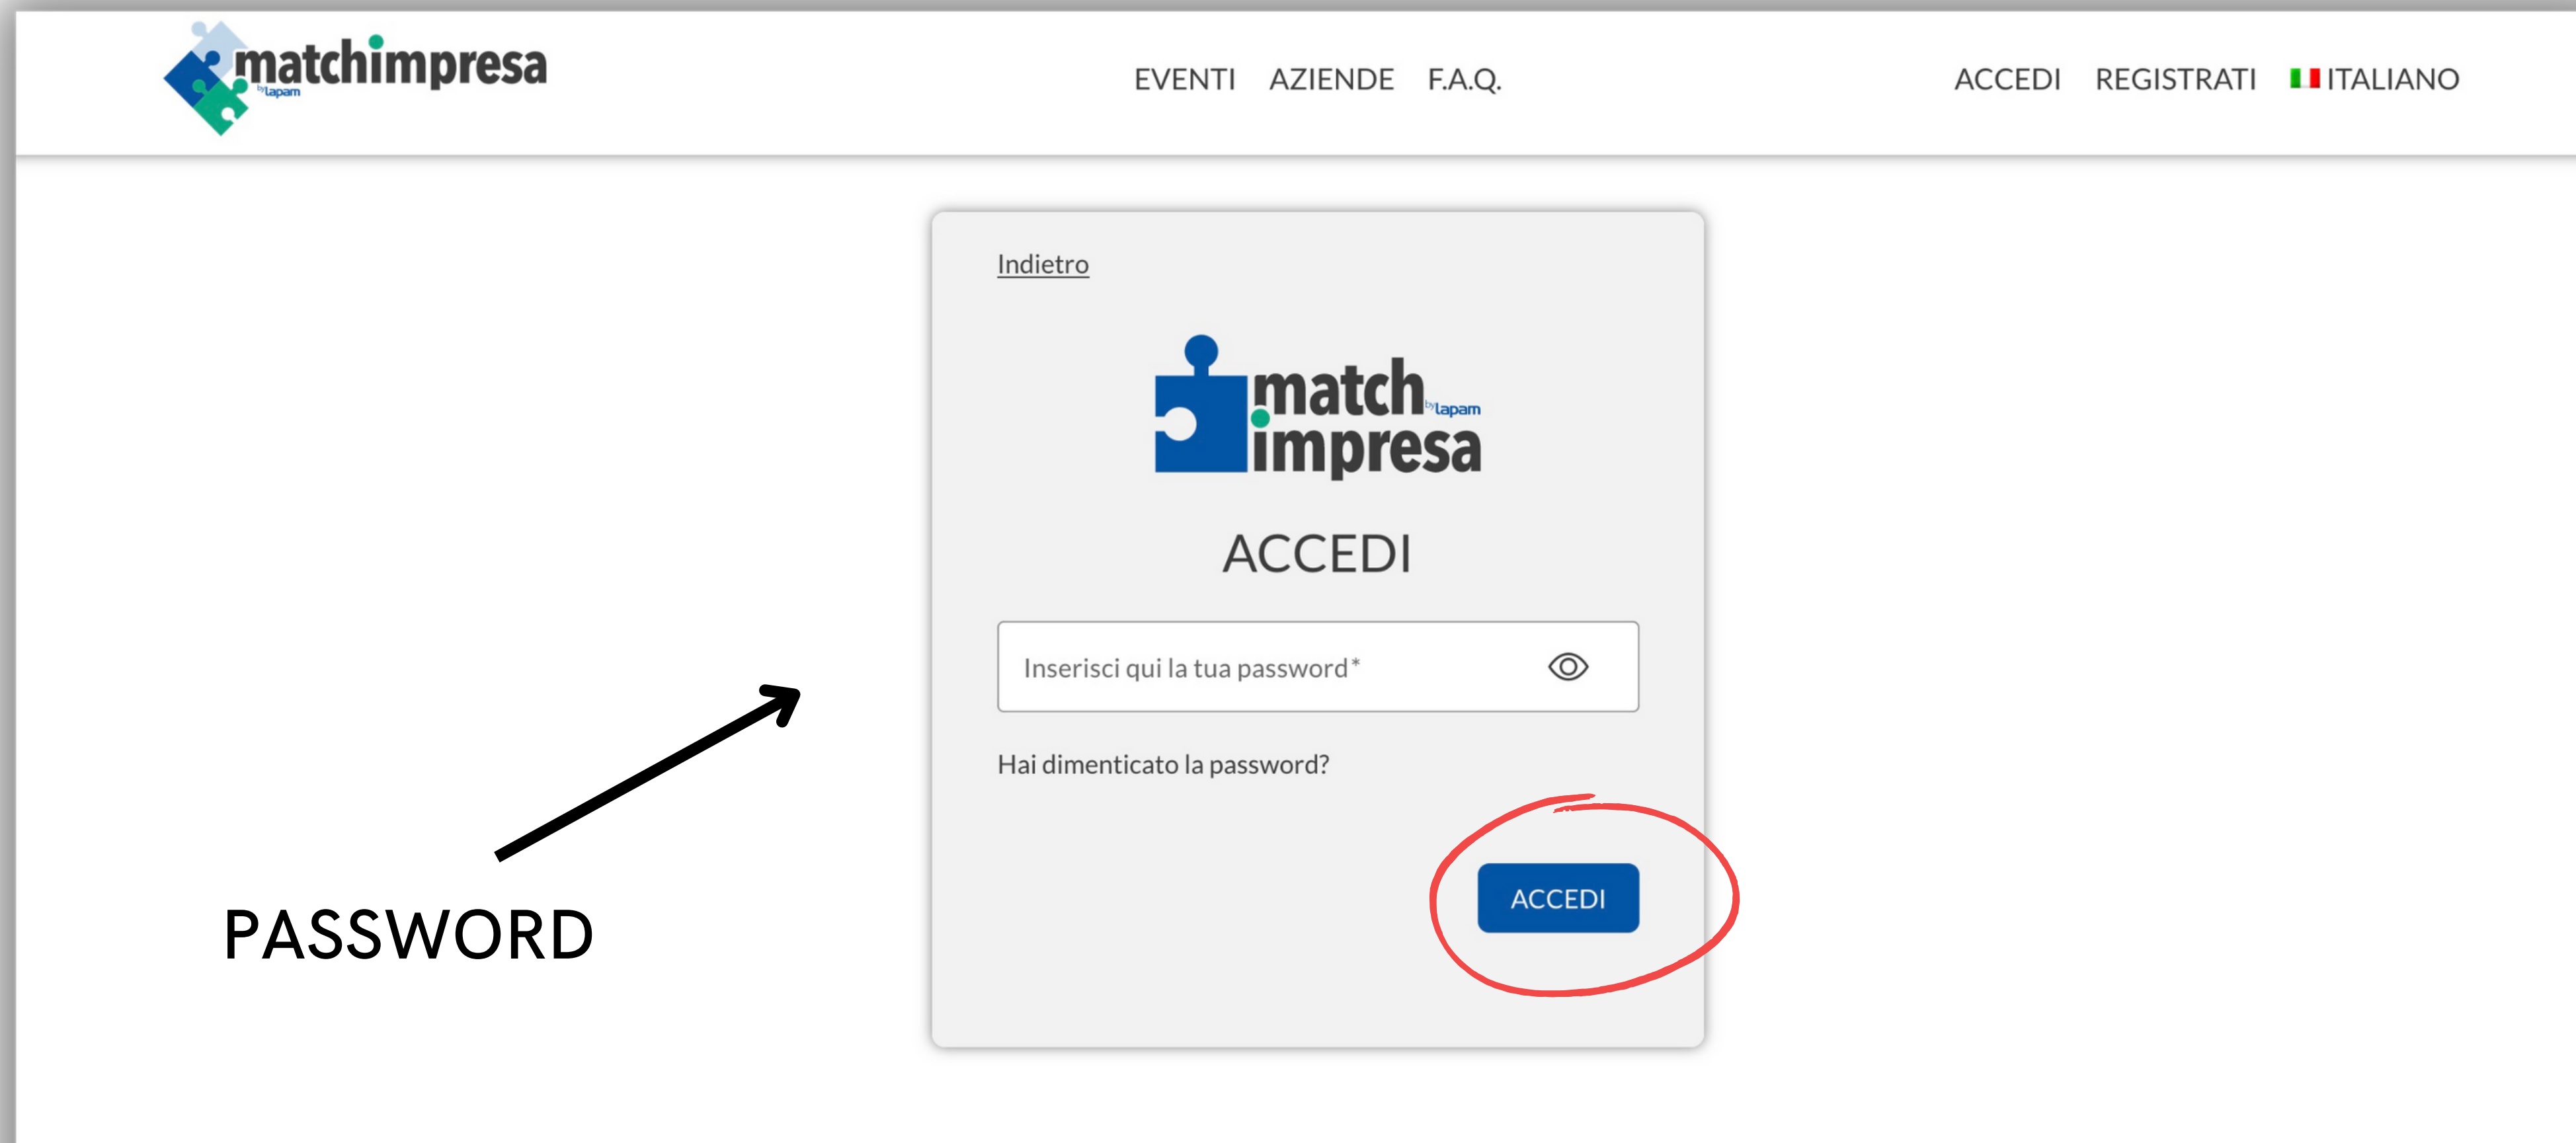 matchimpresa
by lapam
EVENTI AZIENDE F.A.Q.
ACCEDI REGISTRATI ITALIANO
Indietro
match
by lapam
impresa
ACCEDI
Inserisci qui la tua password*
Hai dimenticato la password?
ACCEDI
PASSWORD